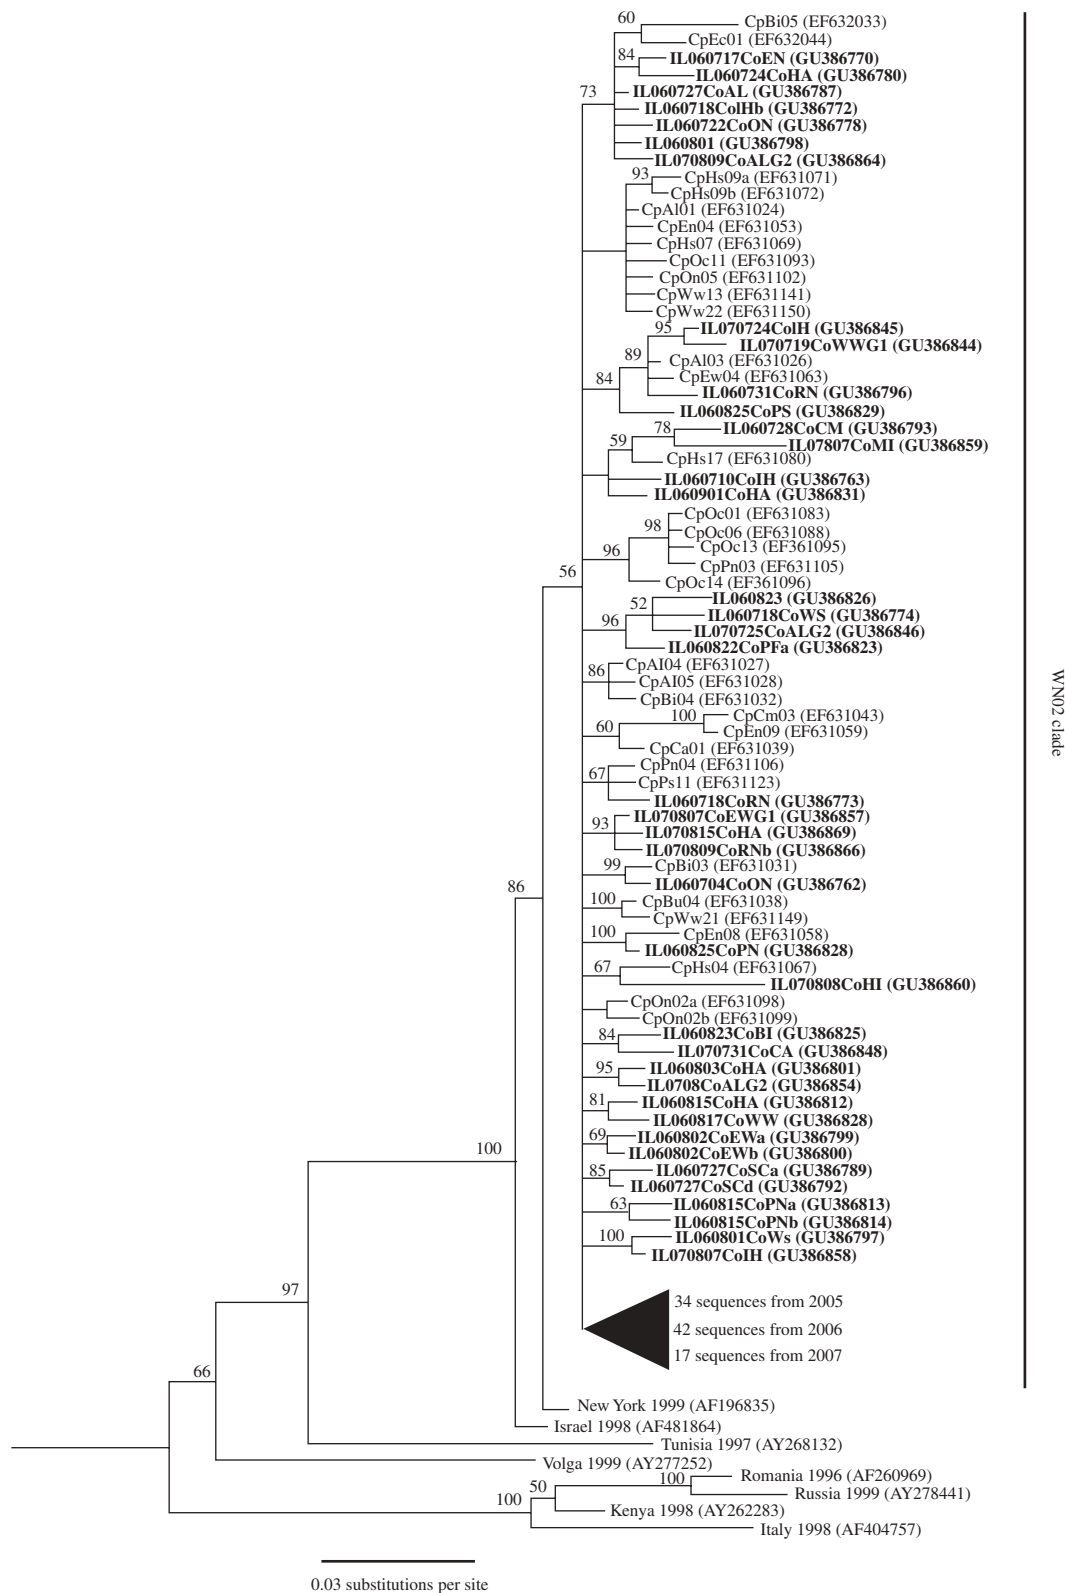 60
CpBi05 (EF632033)
CpEc01 (EF632044)
84
IL060717CoEN (GU386770)
IL060724CoHA (GU386780)
73
IL060727CoAL (GU386787)
IL060718ColHb (GU386772)
IL060722CoON (GU386778)
IL060801 (GU386798)
IL070809CoALG2 (GU386864)
93
CpHs09a (EF631071)
CpHs09b (EF631072)
CpAl01 (EF631024)
CpEn04 (EF631053)
CpHs07 (EF631069)
CpOc11 (EF631093)
CpOn05 (EF631102)
CpWw13 (EF631141)
CpWw22 (EF631150)
95
IL070724ColH (GU386845)
IL070719CoWWG1 (GU386844)
89
CpAl03 (EF631026)
84
CpEw04 (EF631063)
IL060731CoRN (GU386796)
IL060825CoPS (GU386829)
78
IL060728CoCM (GU386793)
59
IL07807CoMI (GU386859)
CpHs17 (EF631080)
IL060710CoIH (GU386763)
IL060901CoHA (GU386831)
CpOc01 (EF631083)
98
CpOc06 (EF631088)
96
CpOc13 (EF361095)
CpPn03 (EF631105)
56
CpOc14 (EF361096)
52
IL060823 (GU386826)
IL060718CoWS (GU386774)
96
IL070725CoALG2 (GU386846)
IL060822CoPFa (GU386823)
86
CpAI04 (EF631027)
CpAI05 (EF631028)
CpBi04 (EF631032)
100
CpCm03 (EF631043)
60
CpEn09 (EF631059)
CpCa01 (EF631039)
67
CpPn04 (EF631106)
CpPs11 (EF631123)
IL060718CoRN (GU386773)
93
IL070807CoEWG1 (GU386857)
IL070815CoHA (GU386869)
IL070809CoRNb (GU386866)
99
CpBi03 (EF631031)
IL060704CoON (GU386762)
86
100
CpBu04 (EF631038)
CpWw21 (EF631149)
100
CpEn08 (EF631058)
IL060825CoPN (GU386828)
67
CpHs04 (EF631067)
IL070808CoHI (GU386860)
CpOn02a (EF631098)
CpOn02b (EF631099)
84
IL060823CoBI (GU386825)
IL070731CoCA (GU386848)
95
IL060803CoHA (GU386801)
IL0708CoALG2 (GU386854)
81
IL060815CoHA (GU386812)
IL060817CoWW (GU386828)
69
IL060802CoEWa (GU386799)
IL060802CoEWb (GU386800)
100
85
IL060727CoSCa (GU386789)
IL060727CoSCd (GU386792)
63
IL060815CoPNa (GU386813)
IL060815CoPNb (GU386814)
100
IL060801CoWs (GU386797)
IL070807CoIH (GU386858)
WN02 clade
97
34 sequences from 2005
42 sequences from 2006
17 sequences from 2007
66
New York 1999 (AF196835)
Israel 1998 (AF481864)
Tunisia 1997 (AY268132)
Volga 1999 (AY277252)
100
Romania 1996 (AF260969)
50
Russia 1999 (AY278441)
100
Kenya 1998 (AY262283)
Italy 1998 (AF404757)
0.03 substitutions per site